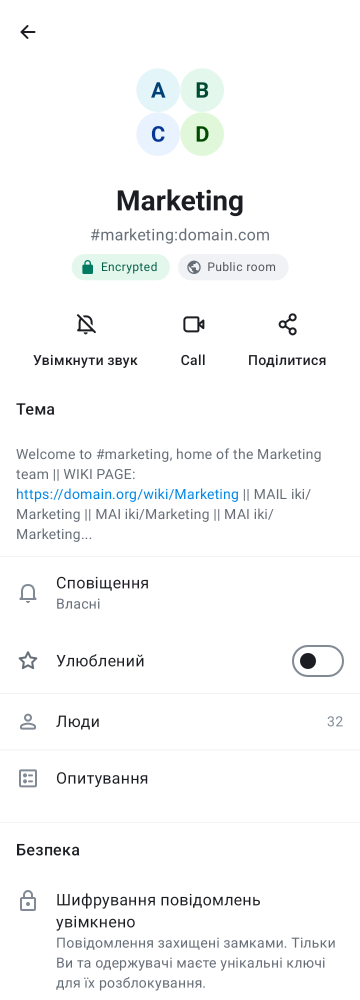 A B
C D
Marketing
#marketing:domain.com
Encrypted Public room
Увімкнути звук Call Поділитися
Тема
Welcome to #marketing, home of the Marketing
team || WIKI PAGE:
https://domain.org/wiki/Marketing || MAIL iki/
Marketing || MAI iki/Marketing || MAI iki/
Marketing...
Сповіщення
Власні
Улюблений
Люди 32
Опитування
Безпека
Шифрування повідомлень
увімкнено
Повідомлення захищені замками. Тільки
Ви та одержувачі маєте унікальні ключі
для їх розблокування.